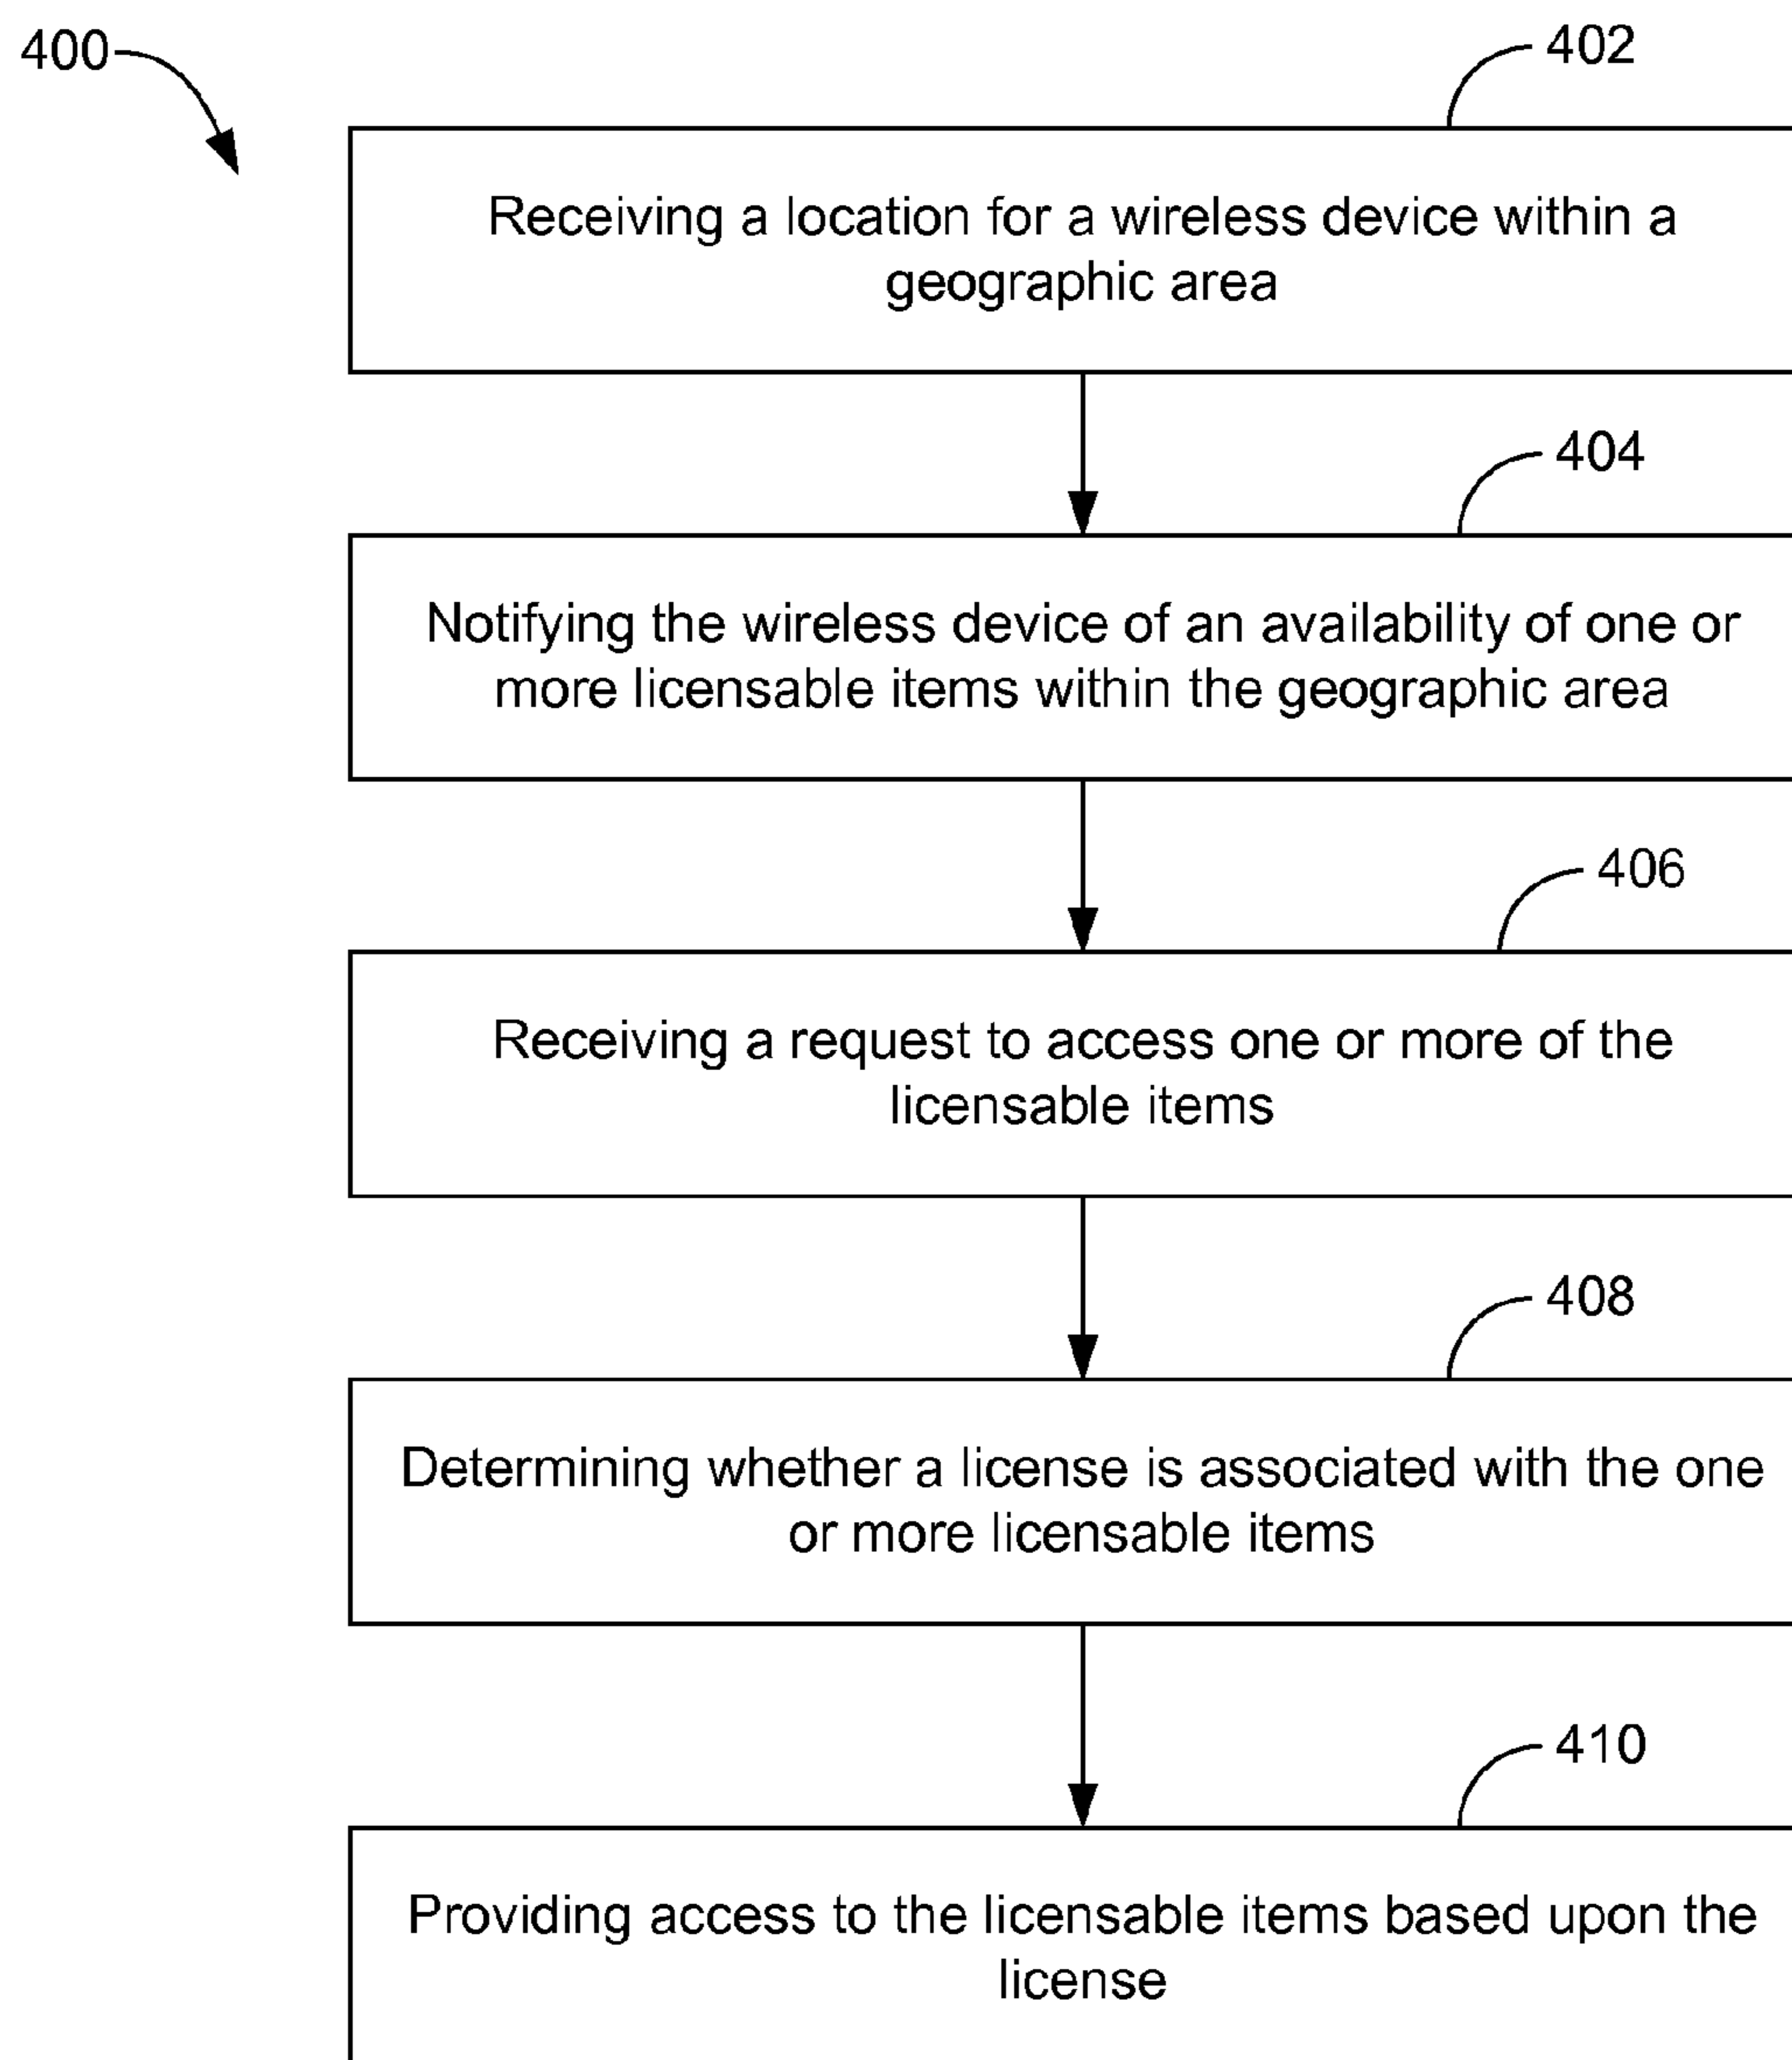 400
402
Receiving a location for a wireless device within a
geographic area
404
Notifying the wireless device of an availability of one or
more licensable items within the geographic area
406
Receiving a request to access one or more of the
licensable items
408
Determining whether a license is associated with the one
or more licensable items
410
Providing access to the licensable items based upon the
license